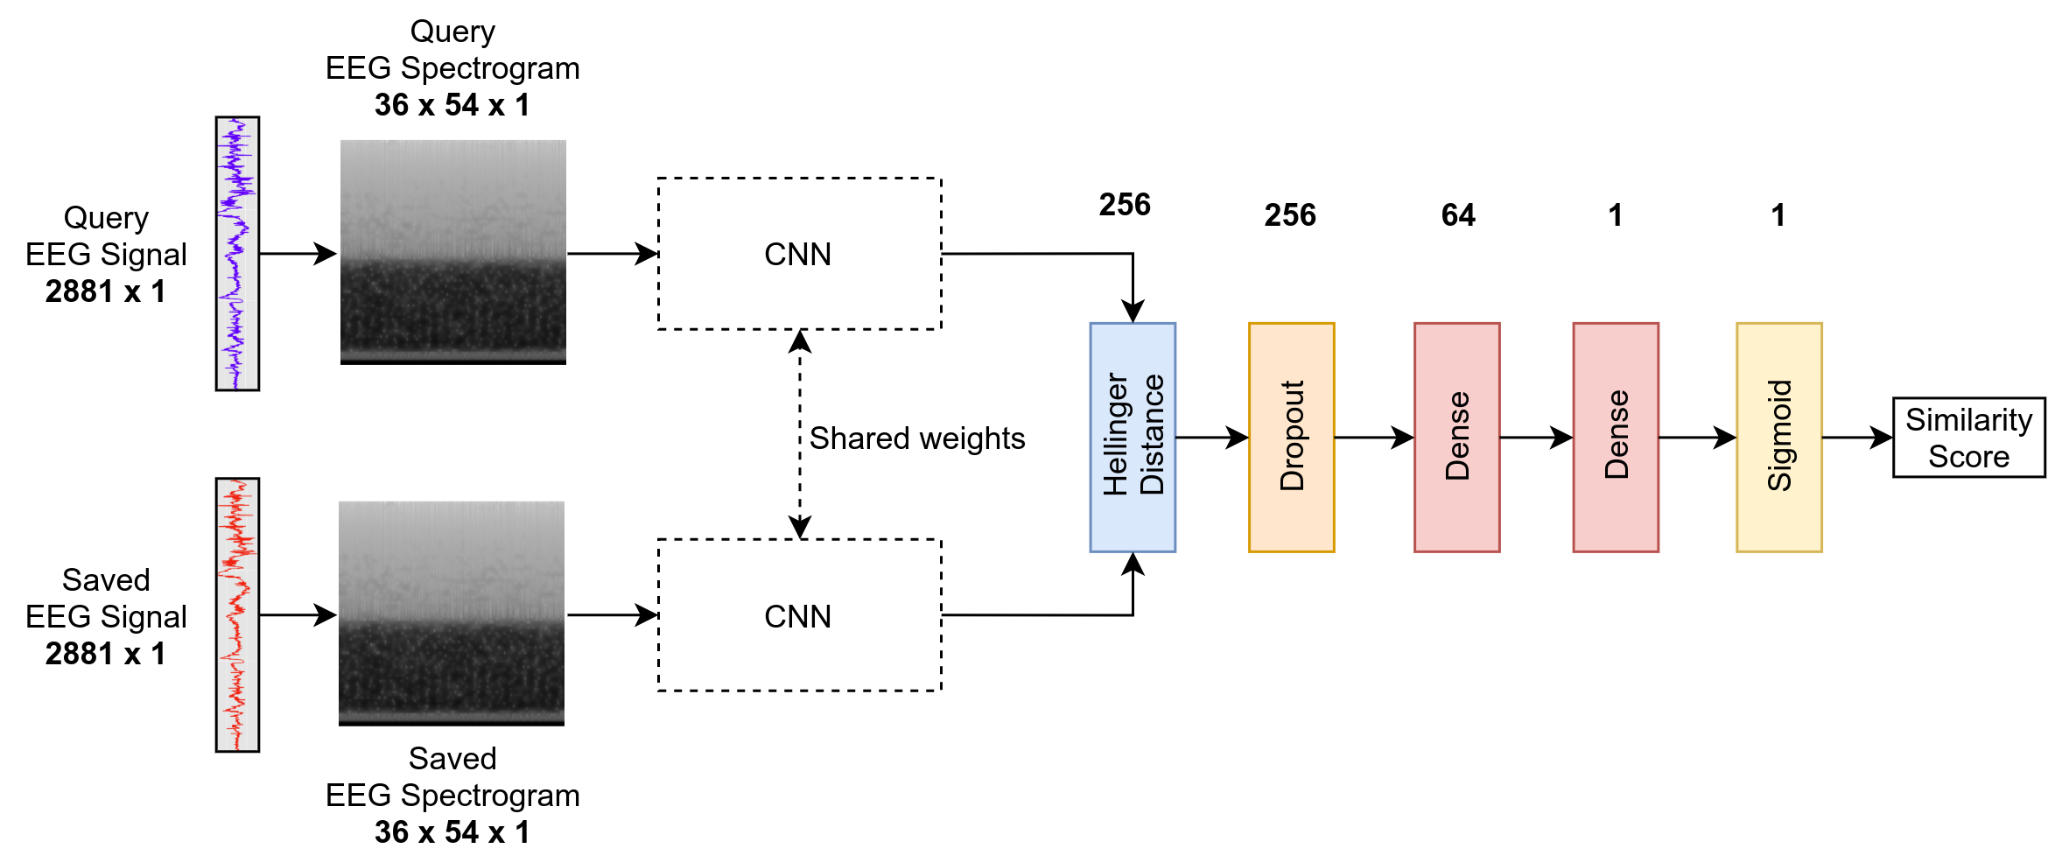 Query
EEG Spectrogram
36 x 54 x 1
Query
EEG Signal
2881 x 1
CNN
256
256
64
1
1
Shared weights
Hellinger
Distance
Dropout
Dense
Dense
Sigmoid
Similarity
Score
Saved
EEG Signal
2881 x 1
CNN
Saved
EEG Spectrogram
36 x 54 x 1